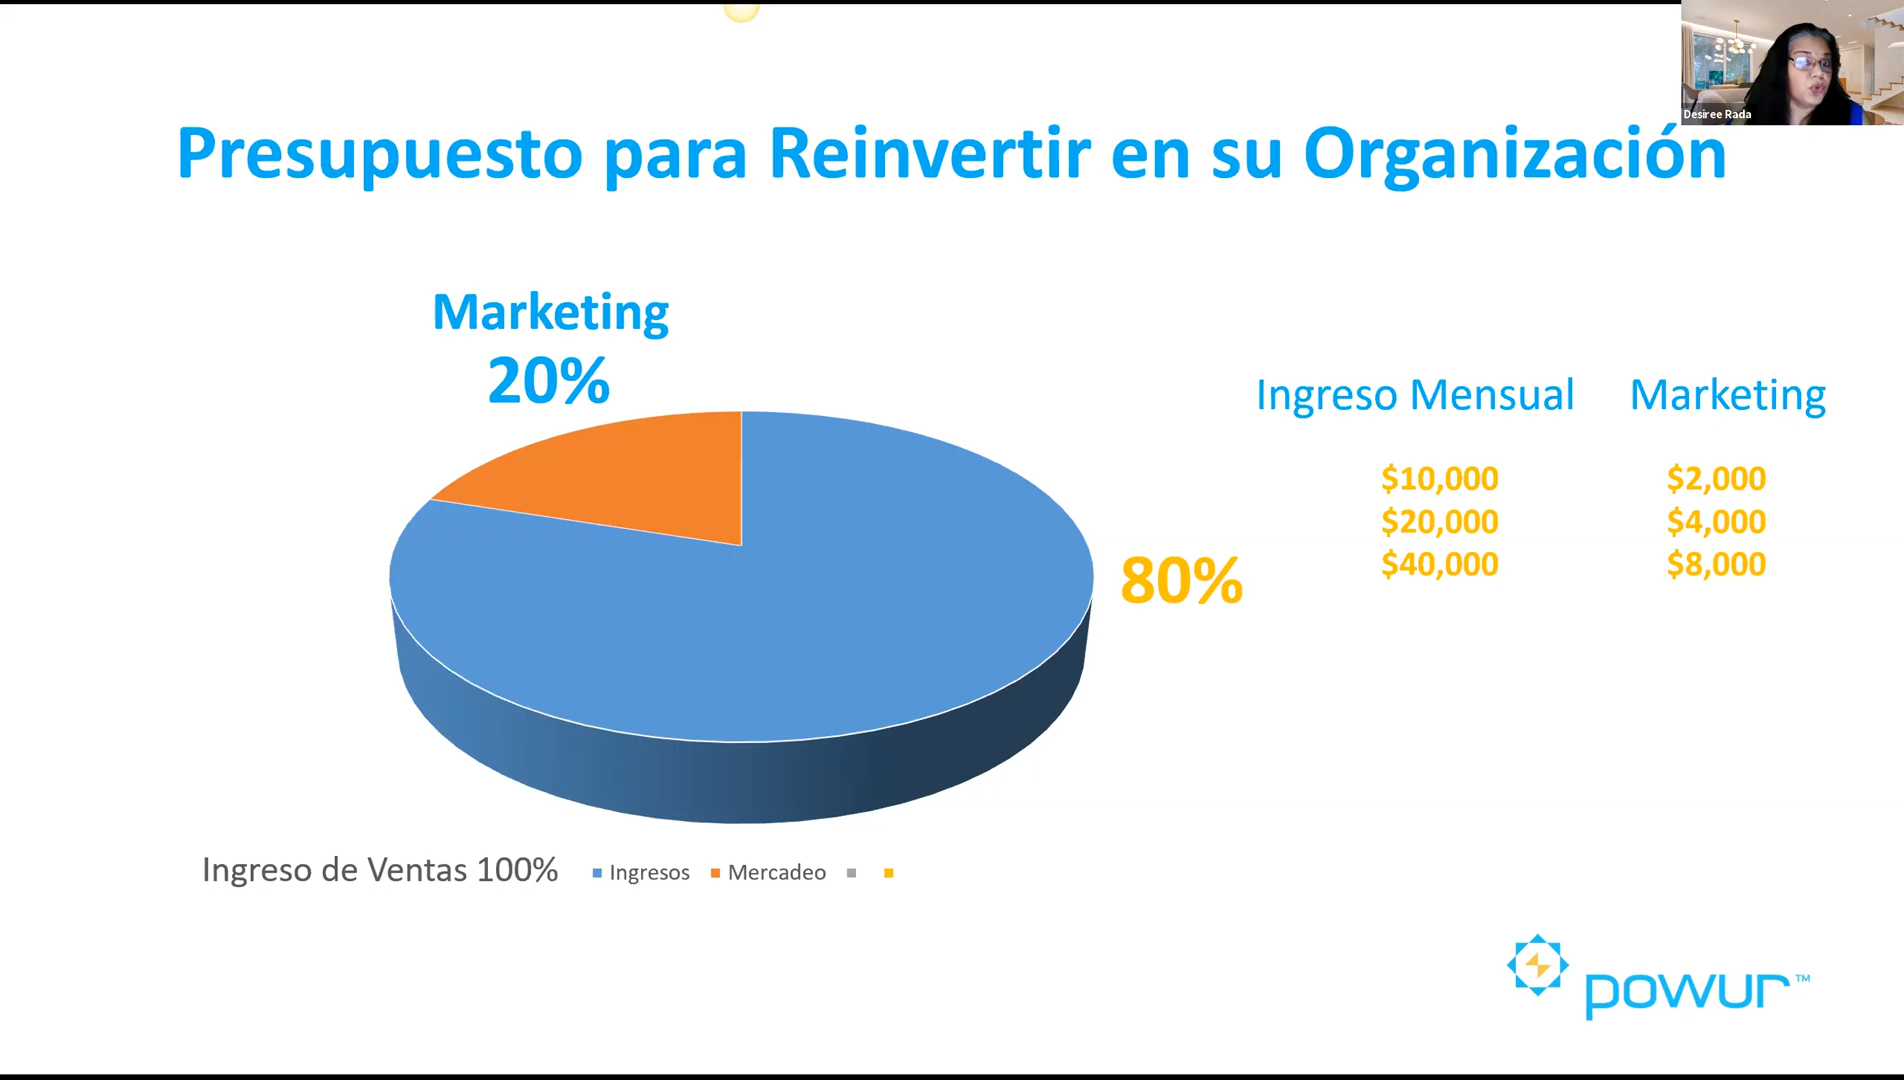 Desiree Rada
Presupuesto para Reinvertir en su Organización
Marketing
20%
80%
Ingreso Mensual Marketing
$10,000 $2,000
$20,000 $4,000
$40,000 $8,000
Ingreso de Ventas 100% Ingresos Mercadeo
powur™